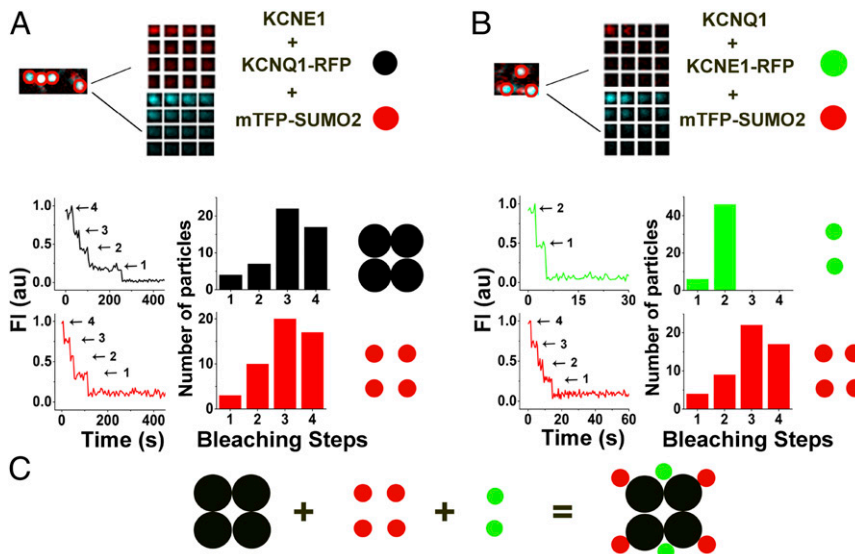 A
KCNE1
+
KCNQ1-RFP
+
mTFP-SUMO2
B
KCNQ1
+
KCNE1-RFP
+
mTFP-SUMO2
FI (au)
1.0
0.5
0.0
← 4
← 3
← 2
← 1
0 200 400
Number of particles
20
10
0
1 2 3 4
1.0
0.5
0.0
← 4
← 3
← 2
← 1
0 200 400
Time (s)
20
10
0
1 2 3 4
Bleaching Steps
FI (au)
1.0
0.5
0.0
← 2
← 1
0 15 30
Number of particles
40
20
0
1 2 3 4
1.0
0.5
0.0
← 4
← 3
← 2
← 1
0 20 40 60
Time (s)
20
10
0
1 2 3 4
Bleaching Steps
C
+ + =